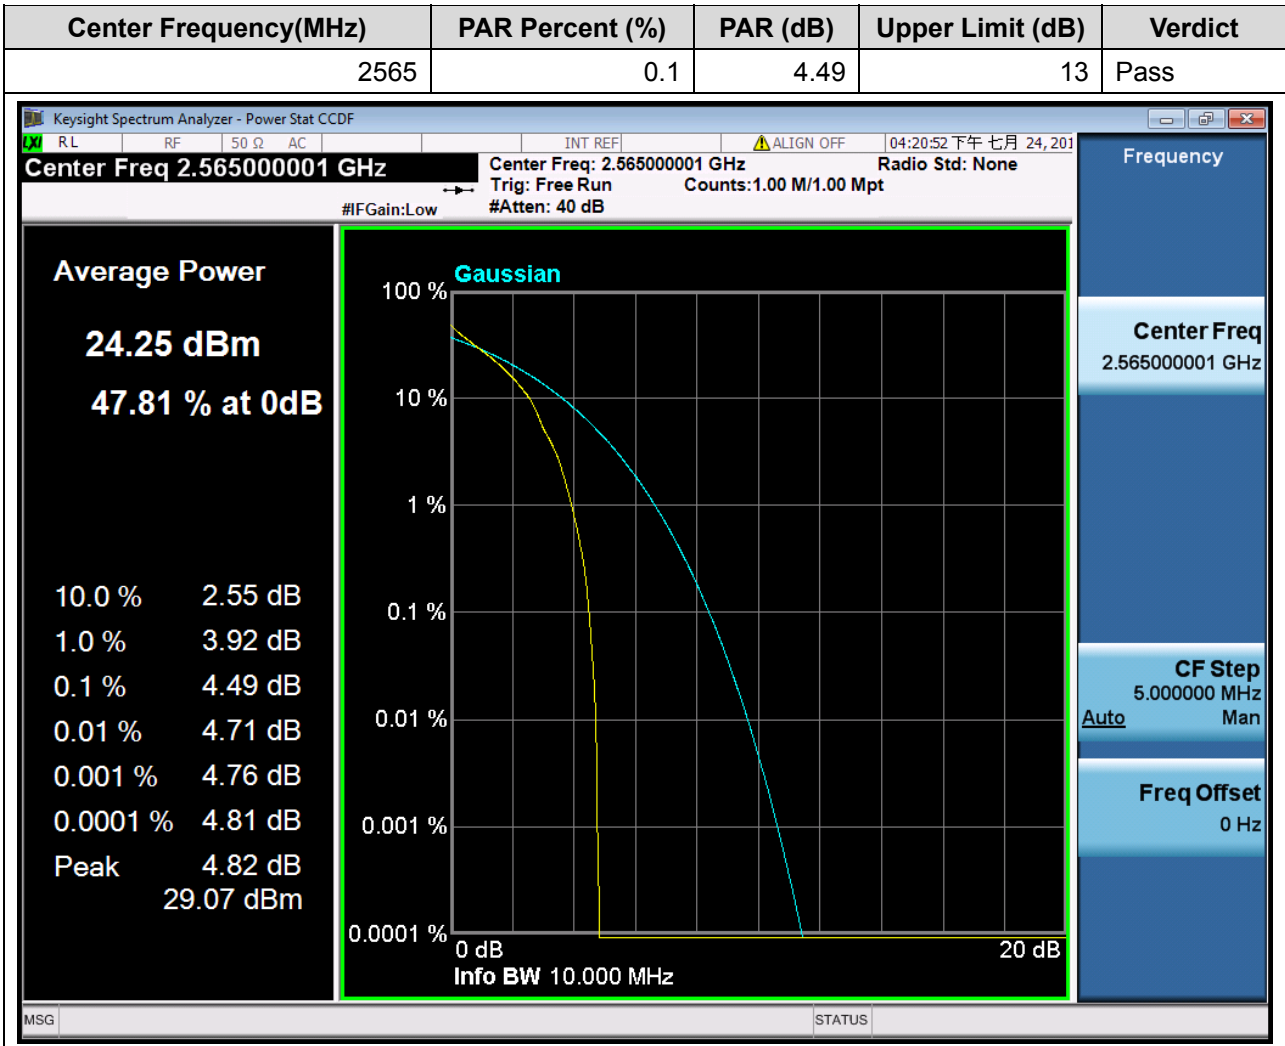 Center Frequency(MHz) PAR Percent (%) PAR (dB) Upper Limit (dB) Verdict
2565 0.1 4.49 13 Pass
Keysight Spectrum Analyzer - Power Stat CCDF
LXI RL RF 50 Ω AC INT REF ALIGN OFF 04:20:52 下午 七月 24, 201
Center Freq 2.565000001 GHz
Center Freq: 2.565000001 GHz Radio Std: None
Trig: Free Run Counts:1.00 M/1.00 Mpt
#IFGain:Low #Atten: 40 dB
Average Power
24.25 dBm
47.81 % at 0dB
10.0 % 2.55 dB
1.0 % 3.92 dB
0.1 % 4.49 dB
0.01 % 4.71 dB
0.001 % 4.76 dB
0.0001 % 4.81 dB
Peak 4.82 dB
29.07 dBm
Gaussian
100 %
10 %
1 %
0.1 %
0.01 %
0.001 %
0.0001 %
0 dB 20 dB
Info BW 10.000 MHz
Frequency
Center Freq
2.565000001 GHz
CF Step
5.000000 MHz
Auto Man
Freq Offset
0 Hz
MSG STATUS